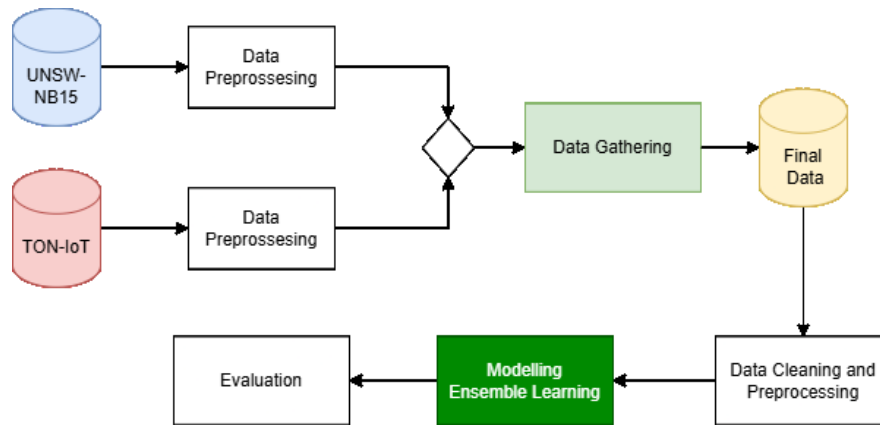 UNSW-
NB15
Data
Preprossesing
Data Gathering
Final
Data
TON-IoT
Data
Preprossesing
Evaluation
Modelling
Ensemble Learning
Data Cleaning and
Preprocessing